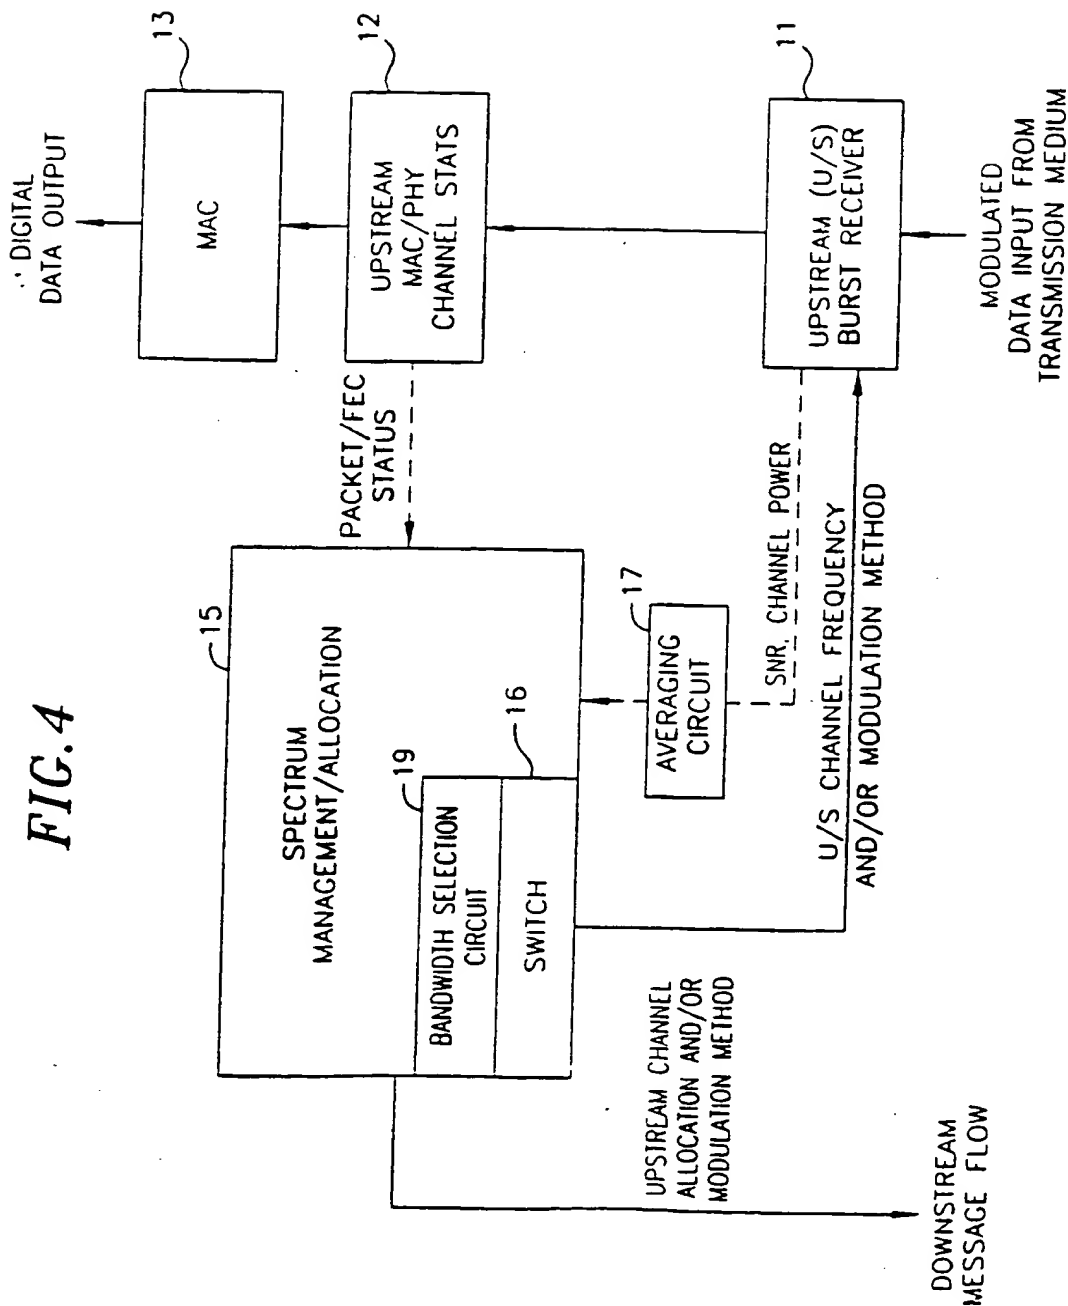 FIG. 4
DIGITAL
DATA OUTPUT
13
MAC
12
UPSTREAM
MAC/PHY
CHANNEL STATS
11
UPSTREAM (U/S)
BURST RECEIVER
MODULATED
DATA INPUT FROM
TRANSMISSION MEDIUM
PACKET/FEC
STATUS
15
SPECTRUM
MANAGEMENT/ALLOCATION
19
BANDWIDTH SELECTION
CIRCUIT
16
SWITCH
17
AVERAGING
CIRCUIT
SNR, CHANNEL POWER
U/S CHANNEL FREQUENCY
AND/OR MODULATION METHOD
UPSTREAM CHANNEL
ALLOCATION AND/OR
MODULATION METHOD
DOWNSTREAM
MESSAGE FLOW